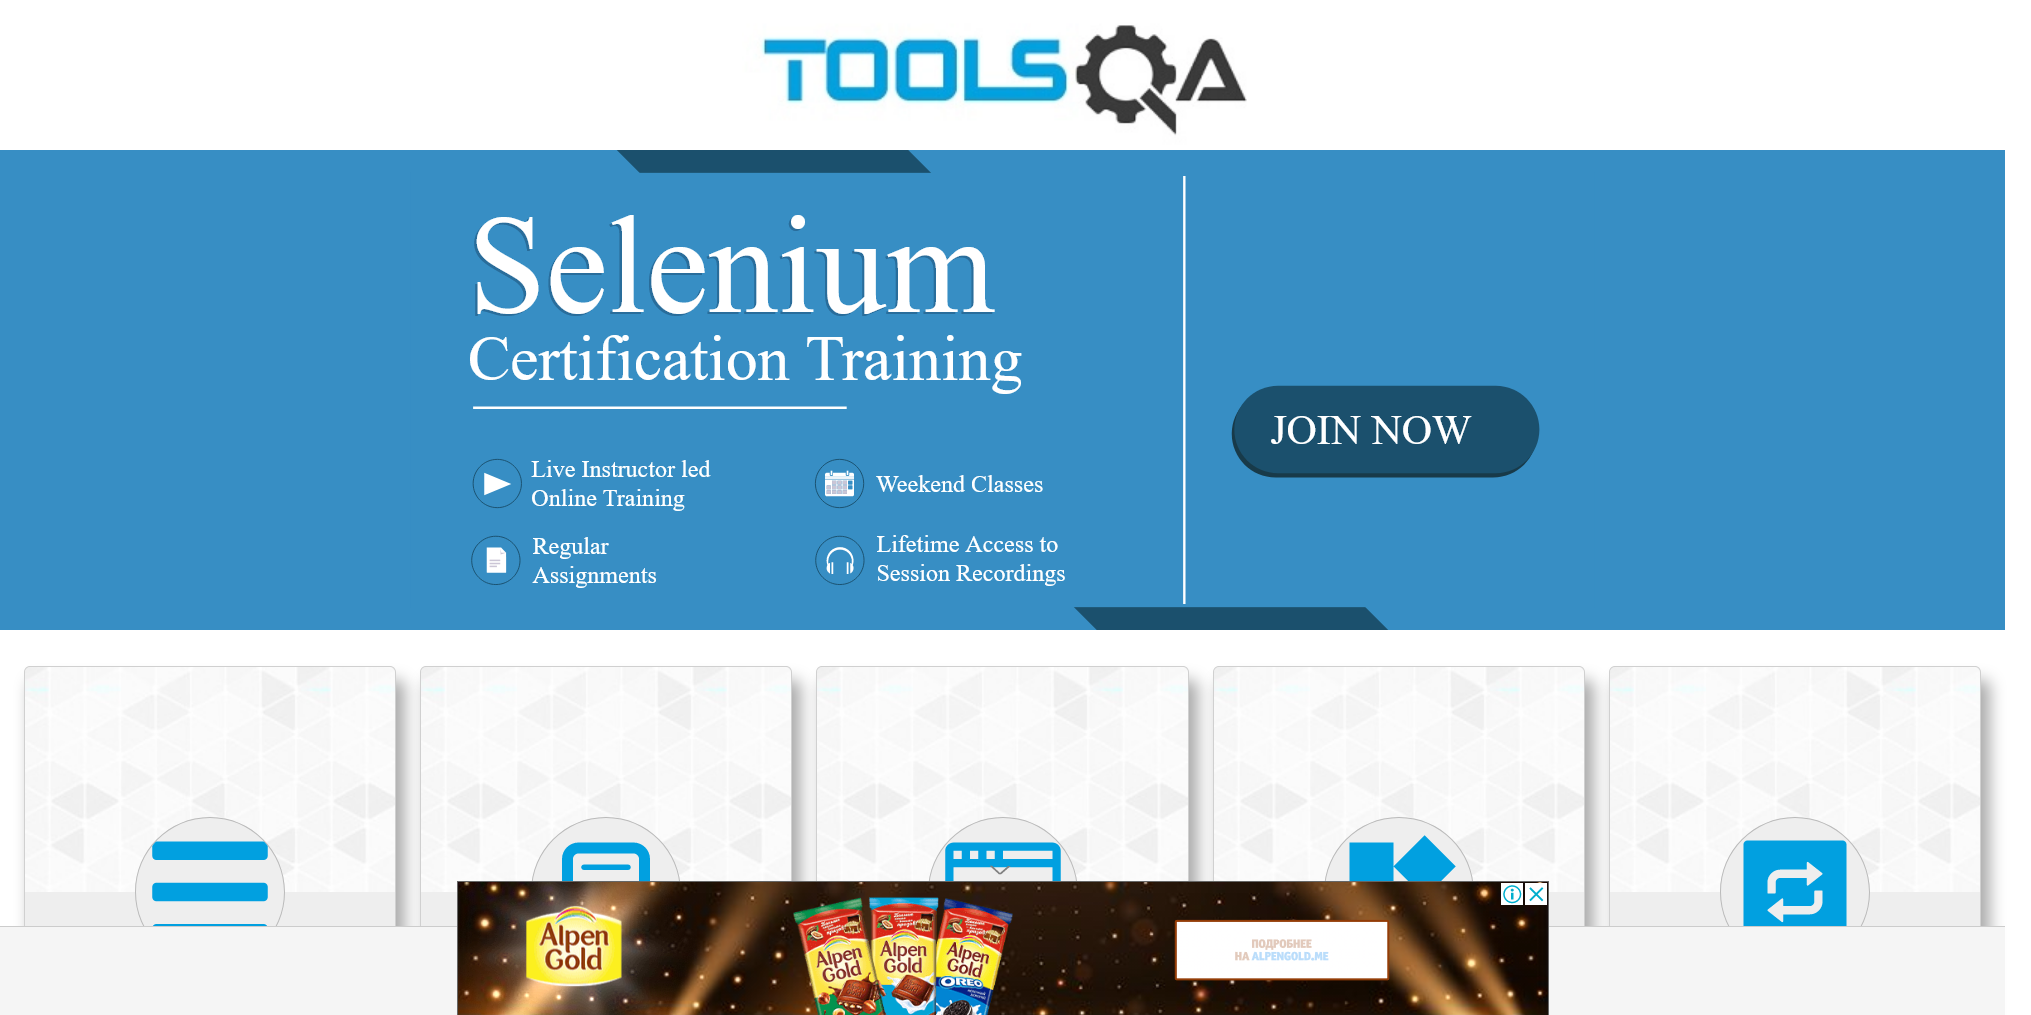 TOOLSQA
Selenium
Certification Training
JOIN NOW
Live Instructor led
Online Training
Weekend Classes
Regular
Assignments
Lifetime Access to
Session Recordings
Alpen
Gold
Alpen
Gold
Alpen
Gold
Alpen
Gold
OREO
ПОДРОБНЕЕ
НА ALPENGOLD.ME